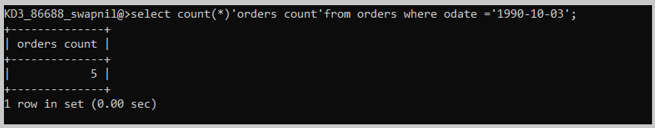 KD3_86688_swapnil@>select count(*)'orders count'from orders where odate ='1990-10-03';
+--------------+
| orders count |
+--------------+
|            5 |
+--------------+
1 row in set (0.00 sec)